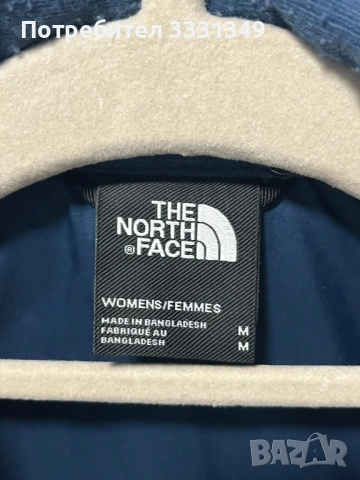 Потребител 3331349
THE
NORTH
FACE®
WOMENS/FEMMES
MADE IN BANGLADESH M
FABRIQUÉ AU
BANGLADESH M
BAZAR